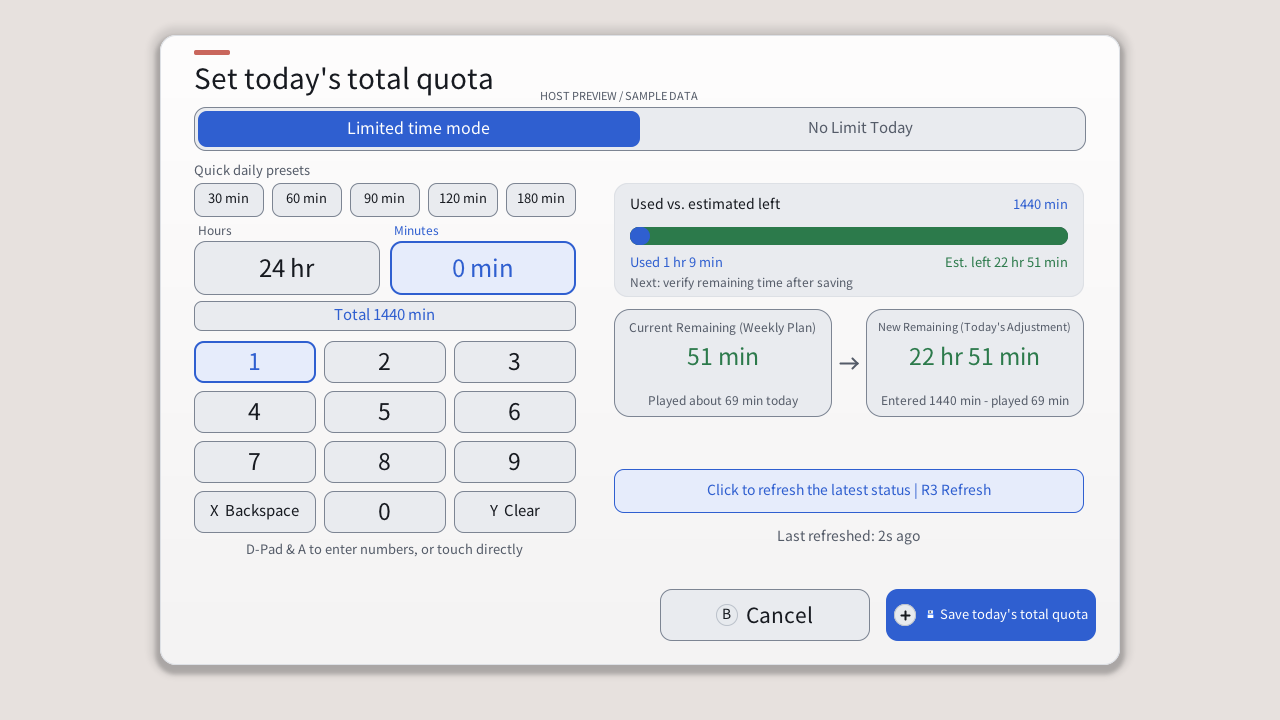 Set today's total quota
HOST PREVIEW / SAMPLE DATA
Limited time mode
No Limit Today
Quick daily presets
30 min
60 min
90 min
120 min
180 min
Hours
Minutes
24 hr
0 min
Total 1440 min
1
2
3
4
5
6
7
8
9
X Backspace
0
Y Clear
D-Pad & A to enter numbers, or touch directly
Used vs. estimated left
1440 min
Used 1 hr 9 min
Est. left 22 hr 51 min
Next: verify remaining time after saving
Current Remaining (Weekly Plan)
51 min
Played about 69 min today
→
New Remaining (Today's Adjustment)
22 hr 51 min
Entered 1440 min - played 69 min
Click to refresh the latest status | R3 Refresh
Last refreshed: 2s ago
B Cancel
+ Save today's total quota